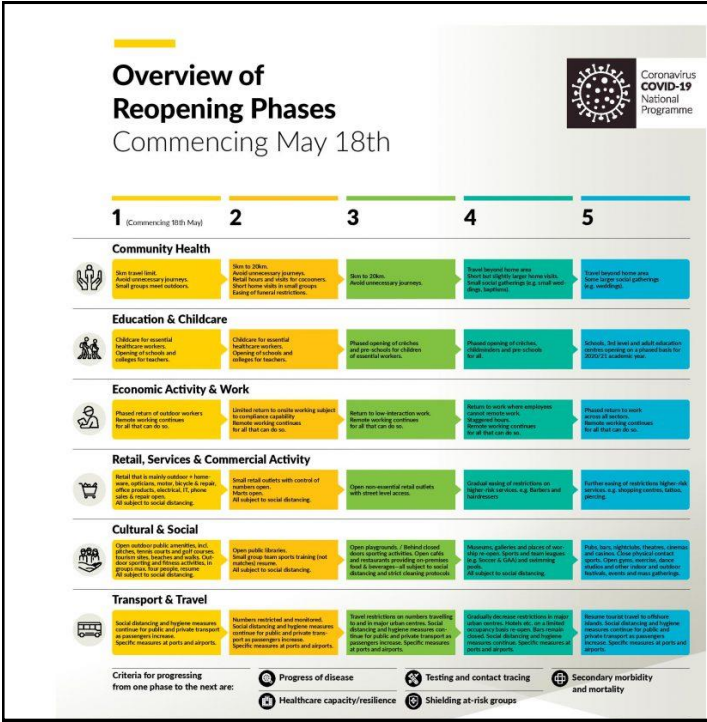 Overview of
Reopening Phases
Commencing May 18th
Coronavirus
COVID-19
National
Programme
1 (Commencing 18th May)
2
3
4
5
Community Health
5km travel limit.
Avoid unnecessary journeys.
Small groups meet outdoors.
5km to 20km.
Avoid unnecessary journeys.
Retail hours and visits for cocooners.
Short home visits in small groups
Easing of funeral restrictions.
5km to 20km.
Avoid unnecessary journeys.
Travel beyond home area
Short but slightly larger home visits.
Small social gatherings (e.g. small wed-
dings, baptisms).
Travel beyond home area
Some larger social gatherings
(e.g. weddings).
Education & Childcare
Childcare for essential
healthcare workers.
Opening of schools and
colleges for teachers.
Childcare for essential
healthcare workers.
Opening of schools and
colleges for teachers.
Phased opening of crèches
and pre-schools for children
of essential workers.
Phased opening of crèches,
childminders and pre-schools
for all.
Schools, 3rd level and adult education
centres opening on a phased basis for
2020/21 academic year.
Economic Activity & Work
Phased return of outdoor workers
Remote working continues
for all that can do so.
Limited return to onsite working subject
to compliance capability
Remote working continues
for all that can do so.
Return to low-interaction work.
Remote working continues
for all that can do so.
Return to work where employees
cannot remote work.
Staggered hours.
Remote working continues
for all that can do so.
Phased return to work
across all sectors.
Remote working continues
for all that can do so.
Retail, Services & Commercial Activity
Retail that is mainly outdoor + home-
ware, opticians, motor, bicycle & repair,
office products, electrical, IT, phone
sales & repair open.
All subject to social distancing.
Small retail outlets with control of
numbers open.
Marts open.
All subject to social distancing.
Open non-essential retail outlets
with street level access.
Gradual easing of restrictions on
higher-risk services, e.g. Barbers and
hairdressers.
Further easing of restrictions higher-risk
services, e.g. shopping centres, tattoo,
piercing.
Cultural & Social
Open outdoor public amenities, incl.
pitches, tennis courts and golf courses,
tourism sites, beaches and walks. Out-
door sporting and fitness activities. In
groups max. four people, resume
All subject to social distancing.
Open public libraries.
Small group team sports training (not
matches) resume.
All subject to social distancing.
Open playgrounds, / Behind closed
doors sporting activities. Open cafés
and restaurants providing on-premises
food & beverages--all subject to social
distancing and strict cleaning protocols
Museums, galleries and places of wor-
ship re-open. Sports and team leagues
(e.g. Soccer & GAA) and swimming
pools.
All subject to social distancing.
Pubs, bars, nightclubs, theatres, cinemas
and casinos. Close physical contact
sports. Open gyms, exercise, dance
studios and other indoor and outdoor
festivals, events and mass gatherings.
Transport & Travel
Social distancing and hygiene measures
continue for public and private transport
as passengers increase.
Specific measures at ports and airports.
Numbers restricted and monitored.
Social distancing and hygiene measures
continue for public and private trans-
port as passengers increase.
Specific measures at ports and airports.
Travel restrictions on numbers travelling
to and in major urban centres. Social
distancing and hygiene measures con-
tinue for public and private transport as
passengers increase. Specific measures
at ports and airports.
Gradually decrease restrictions in major
urban centres. Hotels etc. on a limited
occupancy basis re-open. Bars remain
closed. Social distancing and hygiene
measures continue. Specific measures at
ports and airports.
Resume tourist travel to offshore
islands. Social distancing and hygiene
measures continue for public and
private transport as passengers
increase. Specific measures at ports and
airports.
Criteria for progressing
from one phase to the next are:
Progress of disease
Testing and contact tracing
Secondary morbidity
and mortality
Healthcare capacity/resilience
Shielding at-risk groups